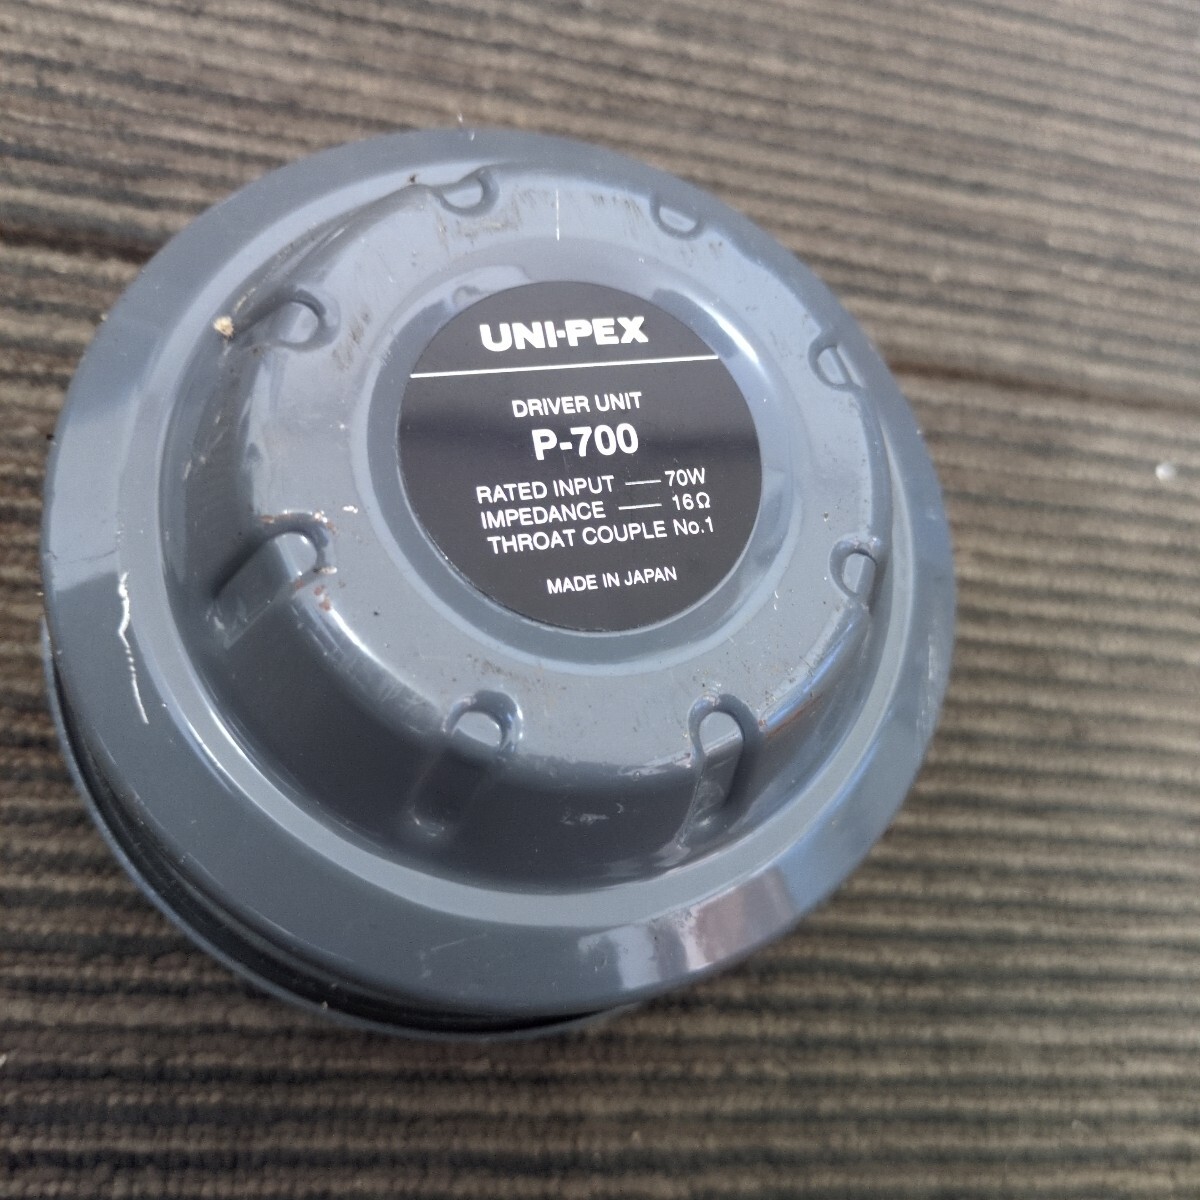 UNI-PEX
DRIVER UNIT
P-700
RATED INPUT — 70W
IMPEDANCE — 16Ω
THROAT COUPLE No.1
MADE IN JAPAN